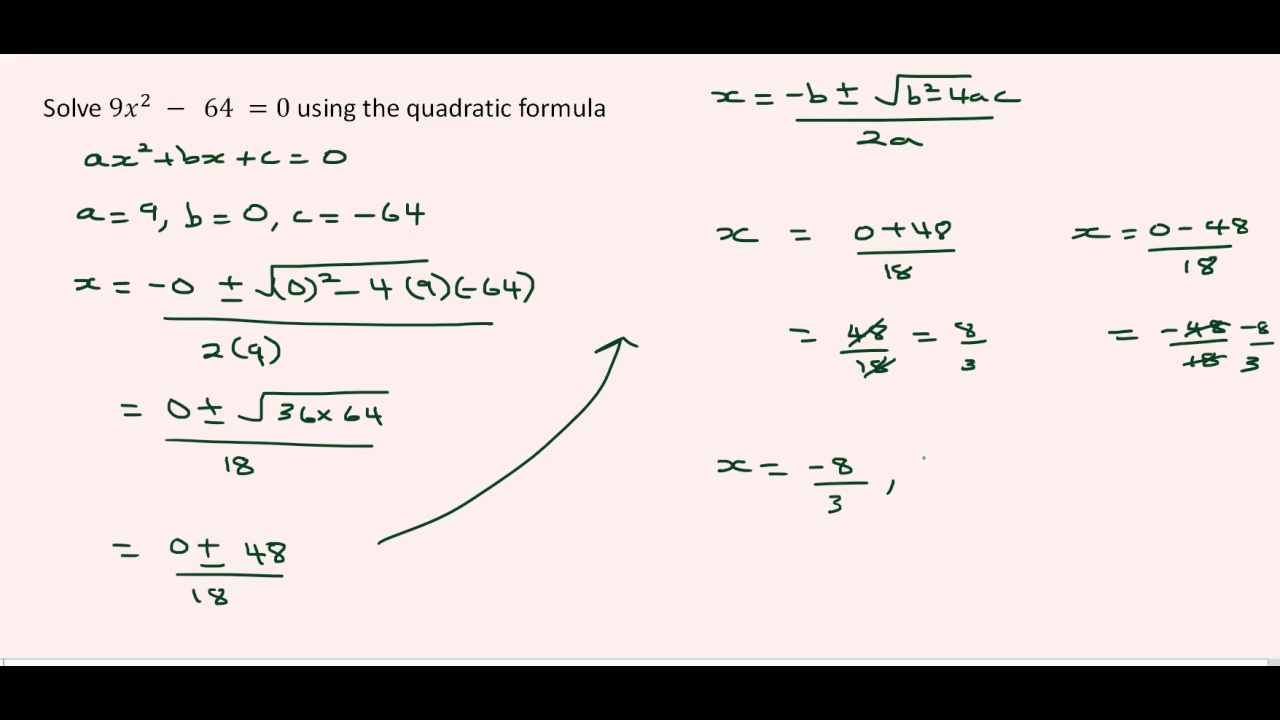 Solve 9x² − 64 = 0 using the quadratic formula
ax²+bx+c=0
a=9, b=0, c=-64
x = -0 ± √(0)²-4(9)(-64)
2(9)
= 0 ± √36×64
18
= 0 ± 48
18
x = -b ± √b²-4ac
2a
x = 0+48
18
x = 0-48
18
= 48 = 8
18 3
= -48 -8
18 3
x = -8 ,
3